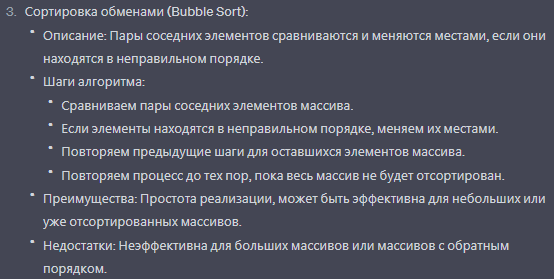 3. Сортировка обменами (Bubble Sort):
• Описание: Пары соседних элементов сравниваются и меняются местами, если они
находятся в неправильном порядке.
• Шаги алгоритма:
• Сравниваем пары соседних элементов массива.
• Если элементы находятся в неправильном порядке, меняем их местами.
• Повторяем предыдущие шаги для оставшихся элементов массива.
• Повторяем процесс до тех пор, пока весь массив не будет отсортирован.
• Преимущества: Простота реализации, может быть эффективна для небольших или
уже отсортированных массивов.
• Недостатки: Неэффективна для больших массивов или массивов с обратным
порядком.